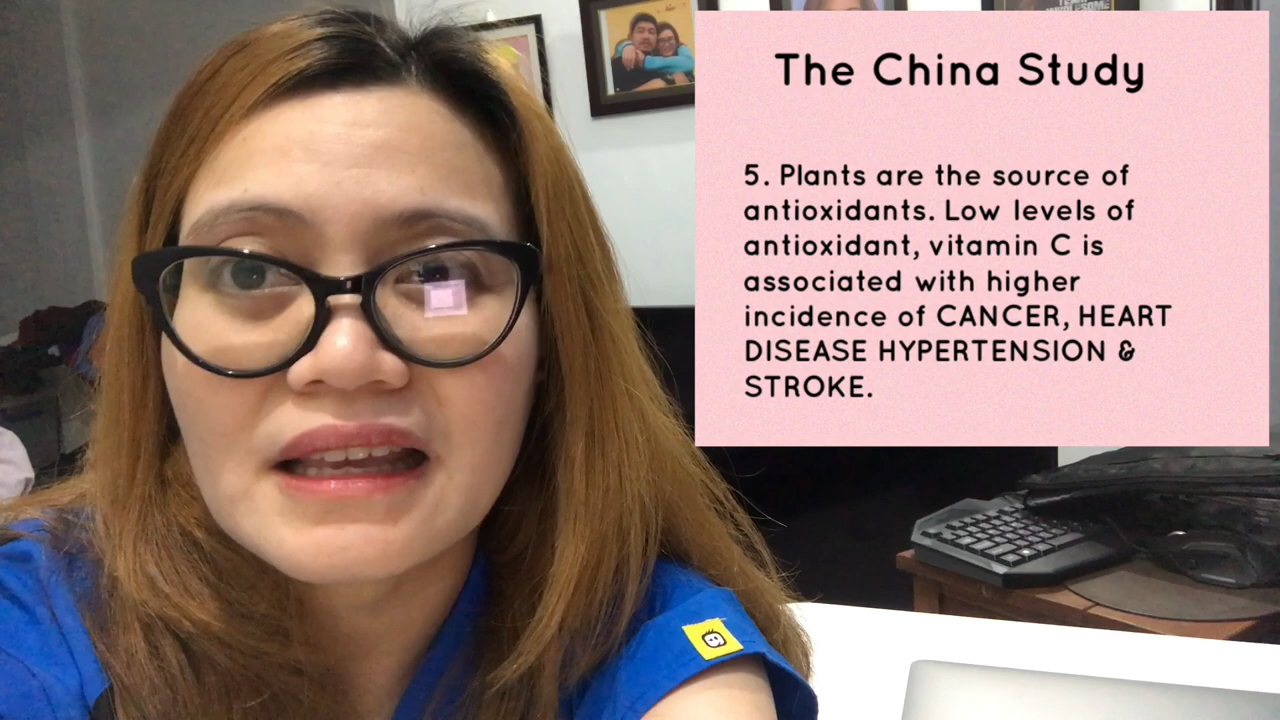 The China Study
5. Plants are the source of
antioxidants. Low levels of
antioxidant, vitamin C is
associated with higher
incidence of CANCER, HEART
DISEASE HYPERTENSION &
STROKE.